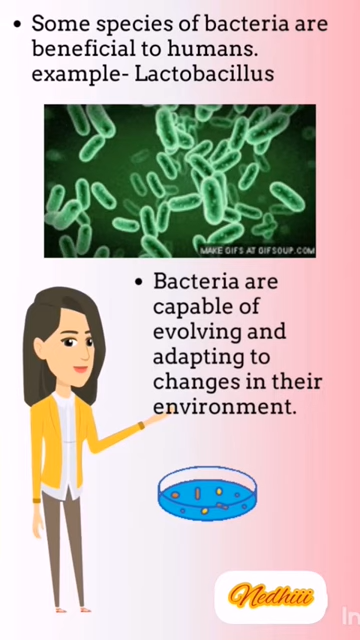 • Some species of bacteria are
beneficial to humans.
example- Lactobacillus
MAKE GIFS AT GIFSOUP.COM
• Bacteria are
capable of
evolving and
adapting to
changes in their
environment.
Nedhiii